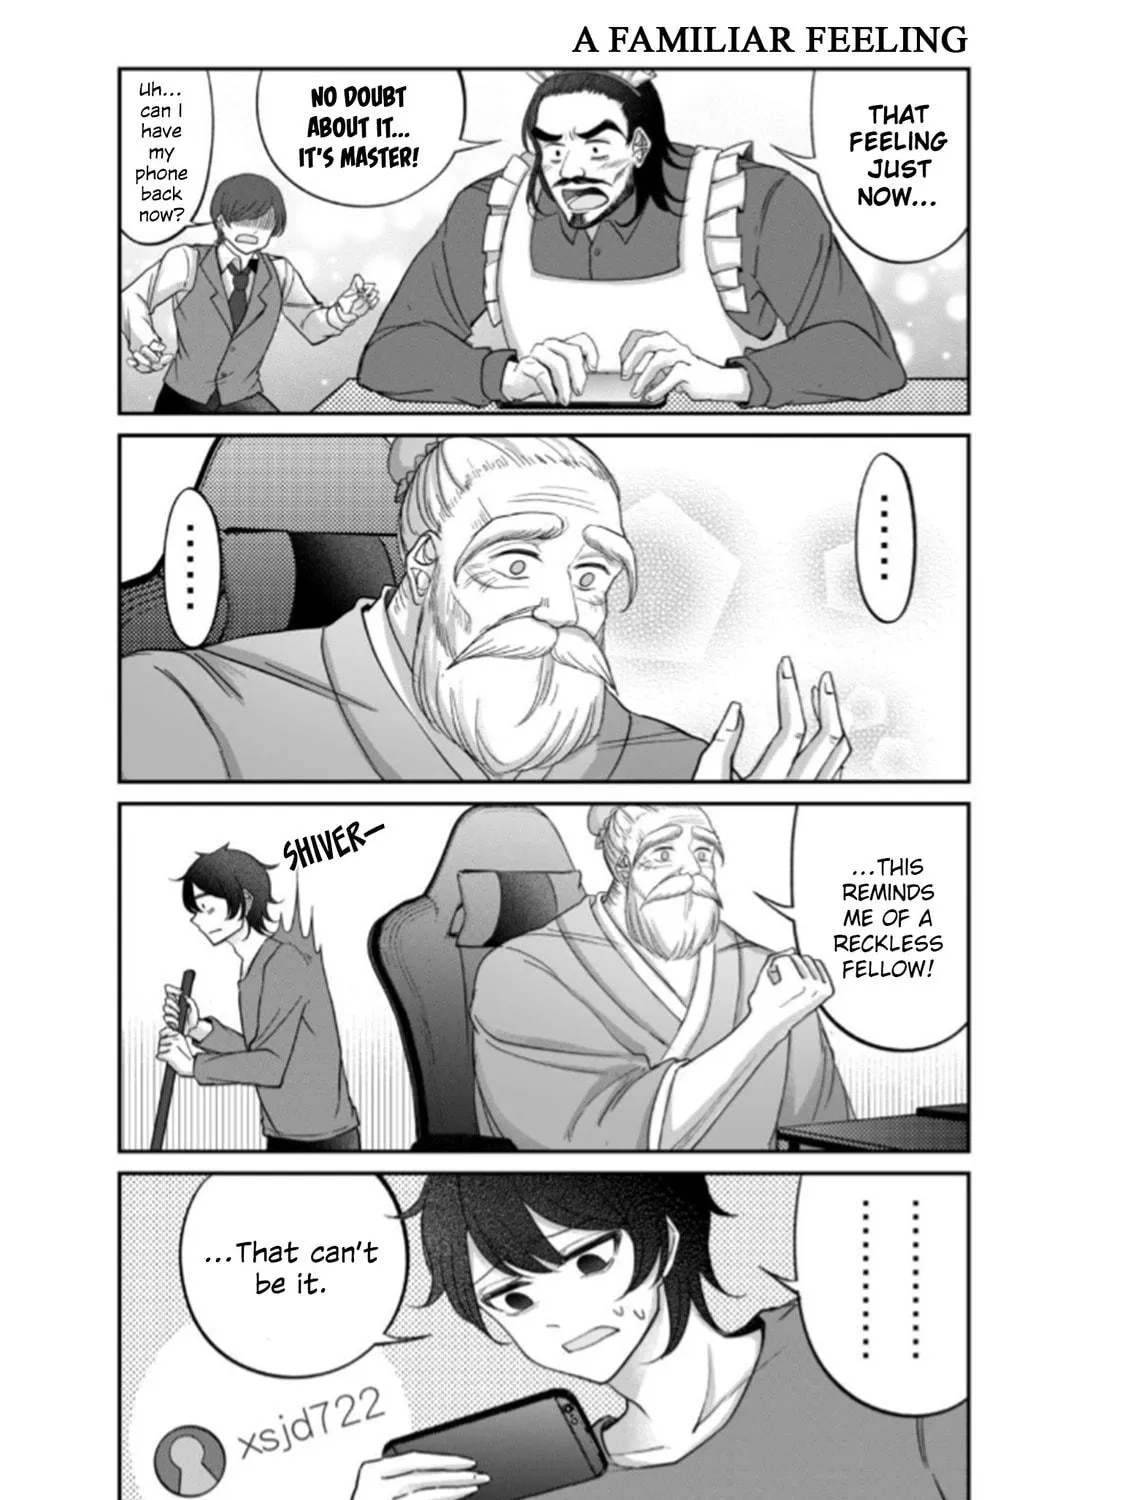 A FAMILIAR FEELING
THAT
FEELING
JUST
NOW...
NO DOUBT
ABOUT IT...
IT'S MASTER!
Uh...
can I
have
my
phone
back
now?
......
......
...THIS
REMINDS
ME OF A
RECKLESS
FELLOW!
SHIVER—
............
............
...That can't
be it.
xsjd722